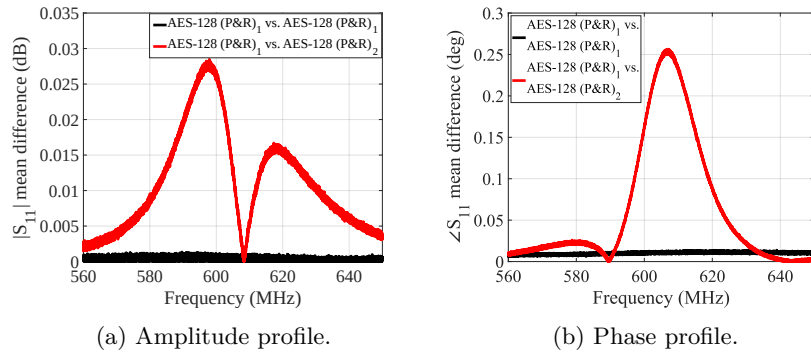 0.035
0.03
0.025
0.02
0.015
0.01
0.005
0
|S11| mean difference (dB)
AES-128 (P&R)1 vs. AES-128 (P&R)1
AES-128 (P&R)1 vs. AES-128 (P&R)2
560 580 600 620 640
Frequency (MHz)
(a) Amplitude profile.
0.3
0.25
0.2
0.15
0.1
0.05
0
∠S11 mean difference (deg)
AES-128 (P&R)1 vs.
AES-128 (P&R)1
AES-128 (P&R)1 vs.
AES-128 (P&R)2
560 580 600 620 640
Frequency (MHz)
(b) Phase profile.